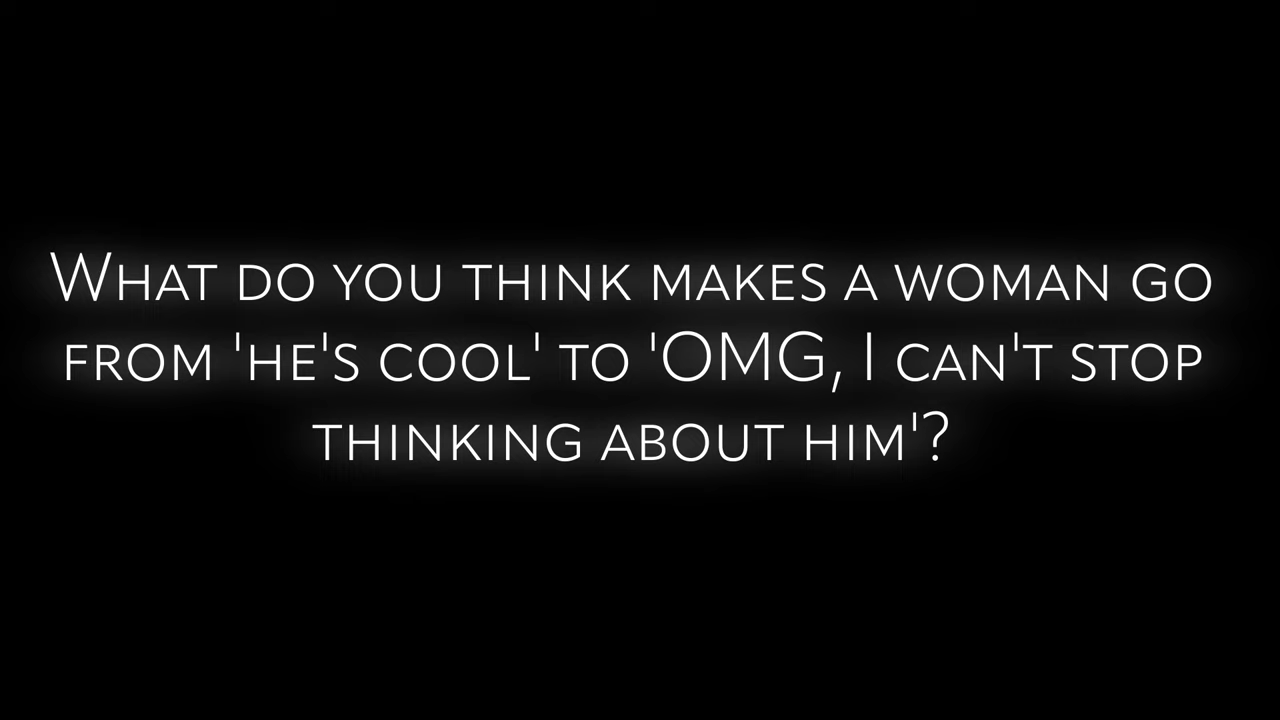 What do you think makes a woman go
from 'he's cool' to 'OMG, I can't stop
thinking about him'?